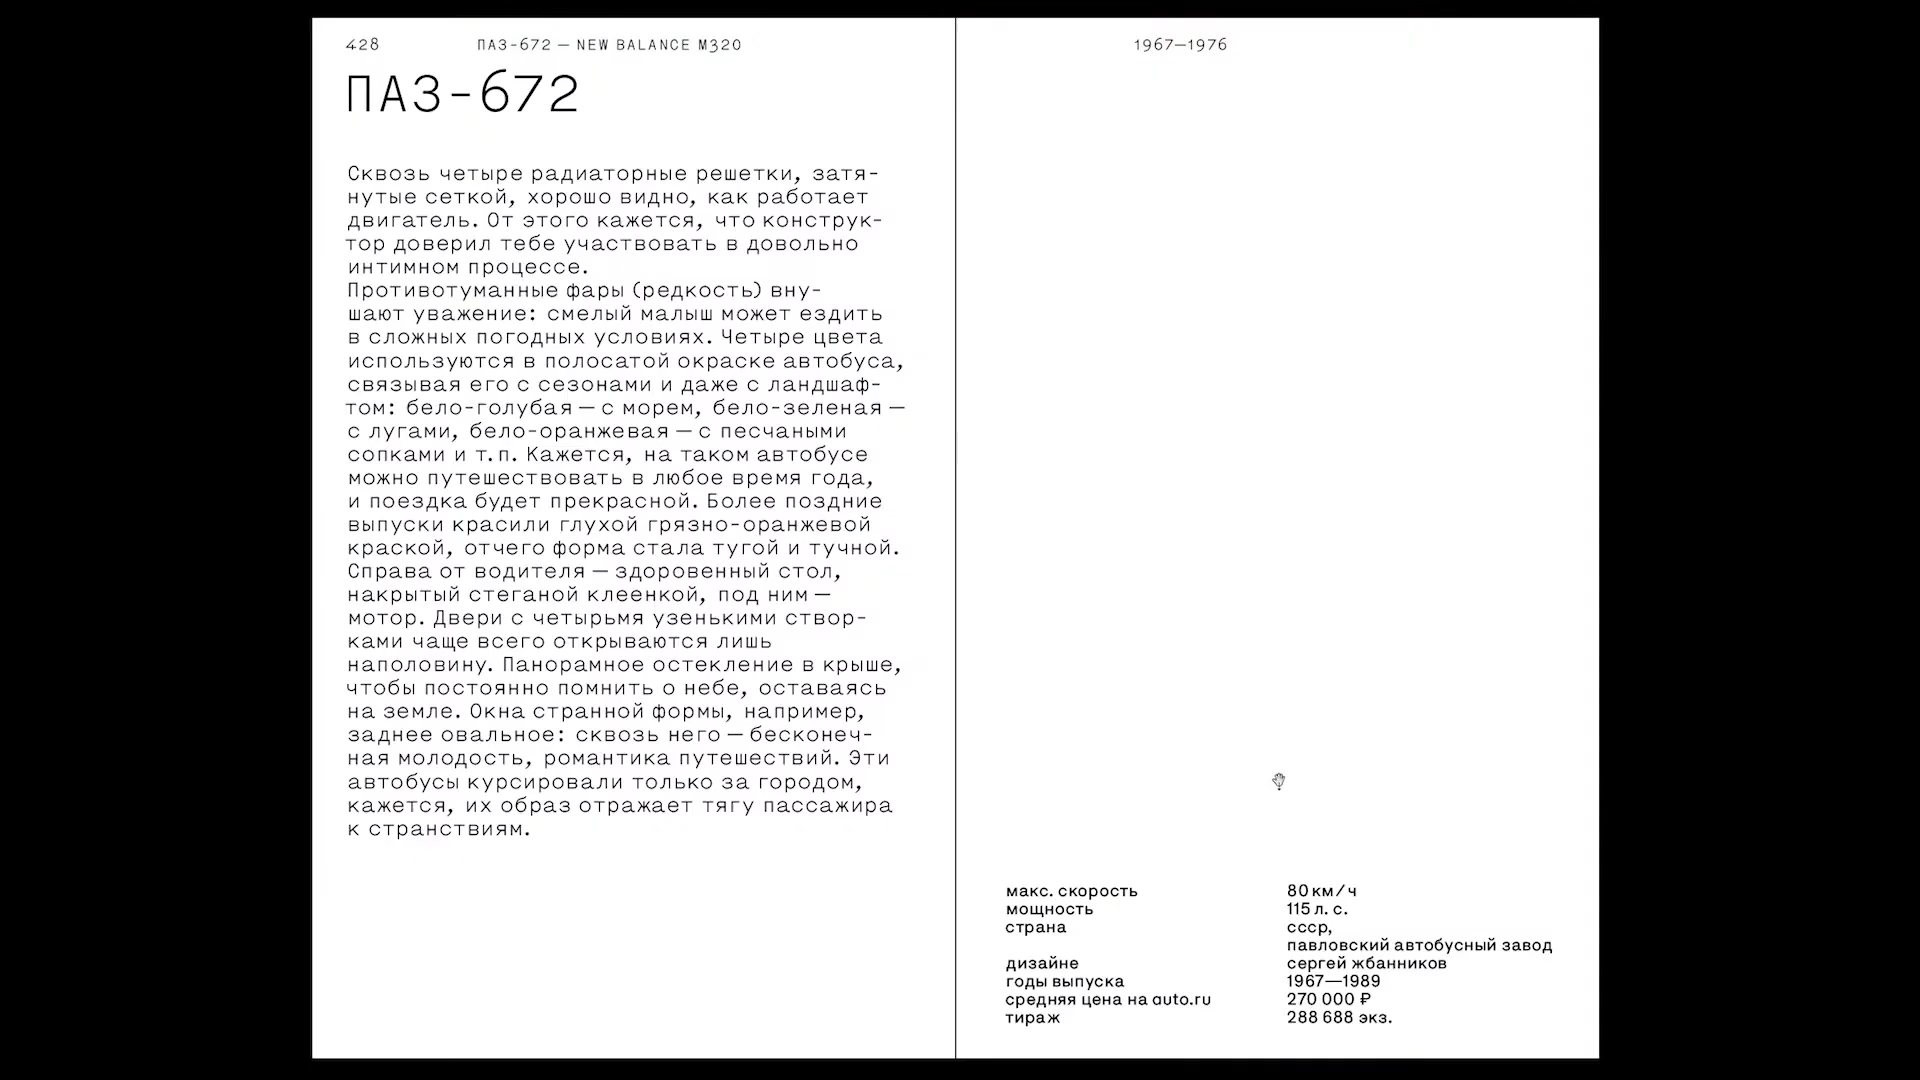 428 ПАЗ-672 — NEW BALANCE M320
ПАЗ-672
Сквозь четыре радиаторные решетки, затя-
нутые сеткой, хорошо видно, как работает
двигатель. От этого кажется, что конструк-
тор доверил тебе участвовать в довольно
интимном процессе.
Противотуманные фары (редкость) вну-
шают уважение: смелый малыш может ездить
в сложных погодных условиях. Четыре цвета
используются в полосатой окраске автобуса,
связывая его с сезонами и даже с ландшаф-
том: бело-голубая — с морем, бело-зеленая —
с лугами, бело-оранжевая — с песчаными
сопками и т.п. Кажется, на таком автобусе
можно путешествовать в любое время года,
и поездка будет прекрасной. Более поздние
выпуски красили глухой грязно-оранжевой
краской, отчего форма стала тугой и тучной.
Справа от водителя — здоровенный стол,
накрытый стеганой клеенкой, под ним —
мотор. Двери с четырьмя узенькими створ-
ками чаще всего открываются лишь
наполовину. Панорамное остекление в крыше,
чтобы постоянно помнить о небе, оставаясь
на земле. Окна странной формы, например,
заднее овальное: сквозь него — бесконеч-
ная молодость, романтика путешествий. Эти
автобусы курсировали только за городом,
кажется, их образ отражает тягу пассажира
к странствиям.
1967—1976
макс. скорость 80 км/ч
мощность 115 л. с.
страна ссср,
павловский автобусный завод
дизайне сергей жбанников
годы выпуска 1967—1989
средняя цена на auto.ru 270 000 ₽
тираж 288 688 экз.